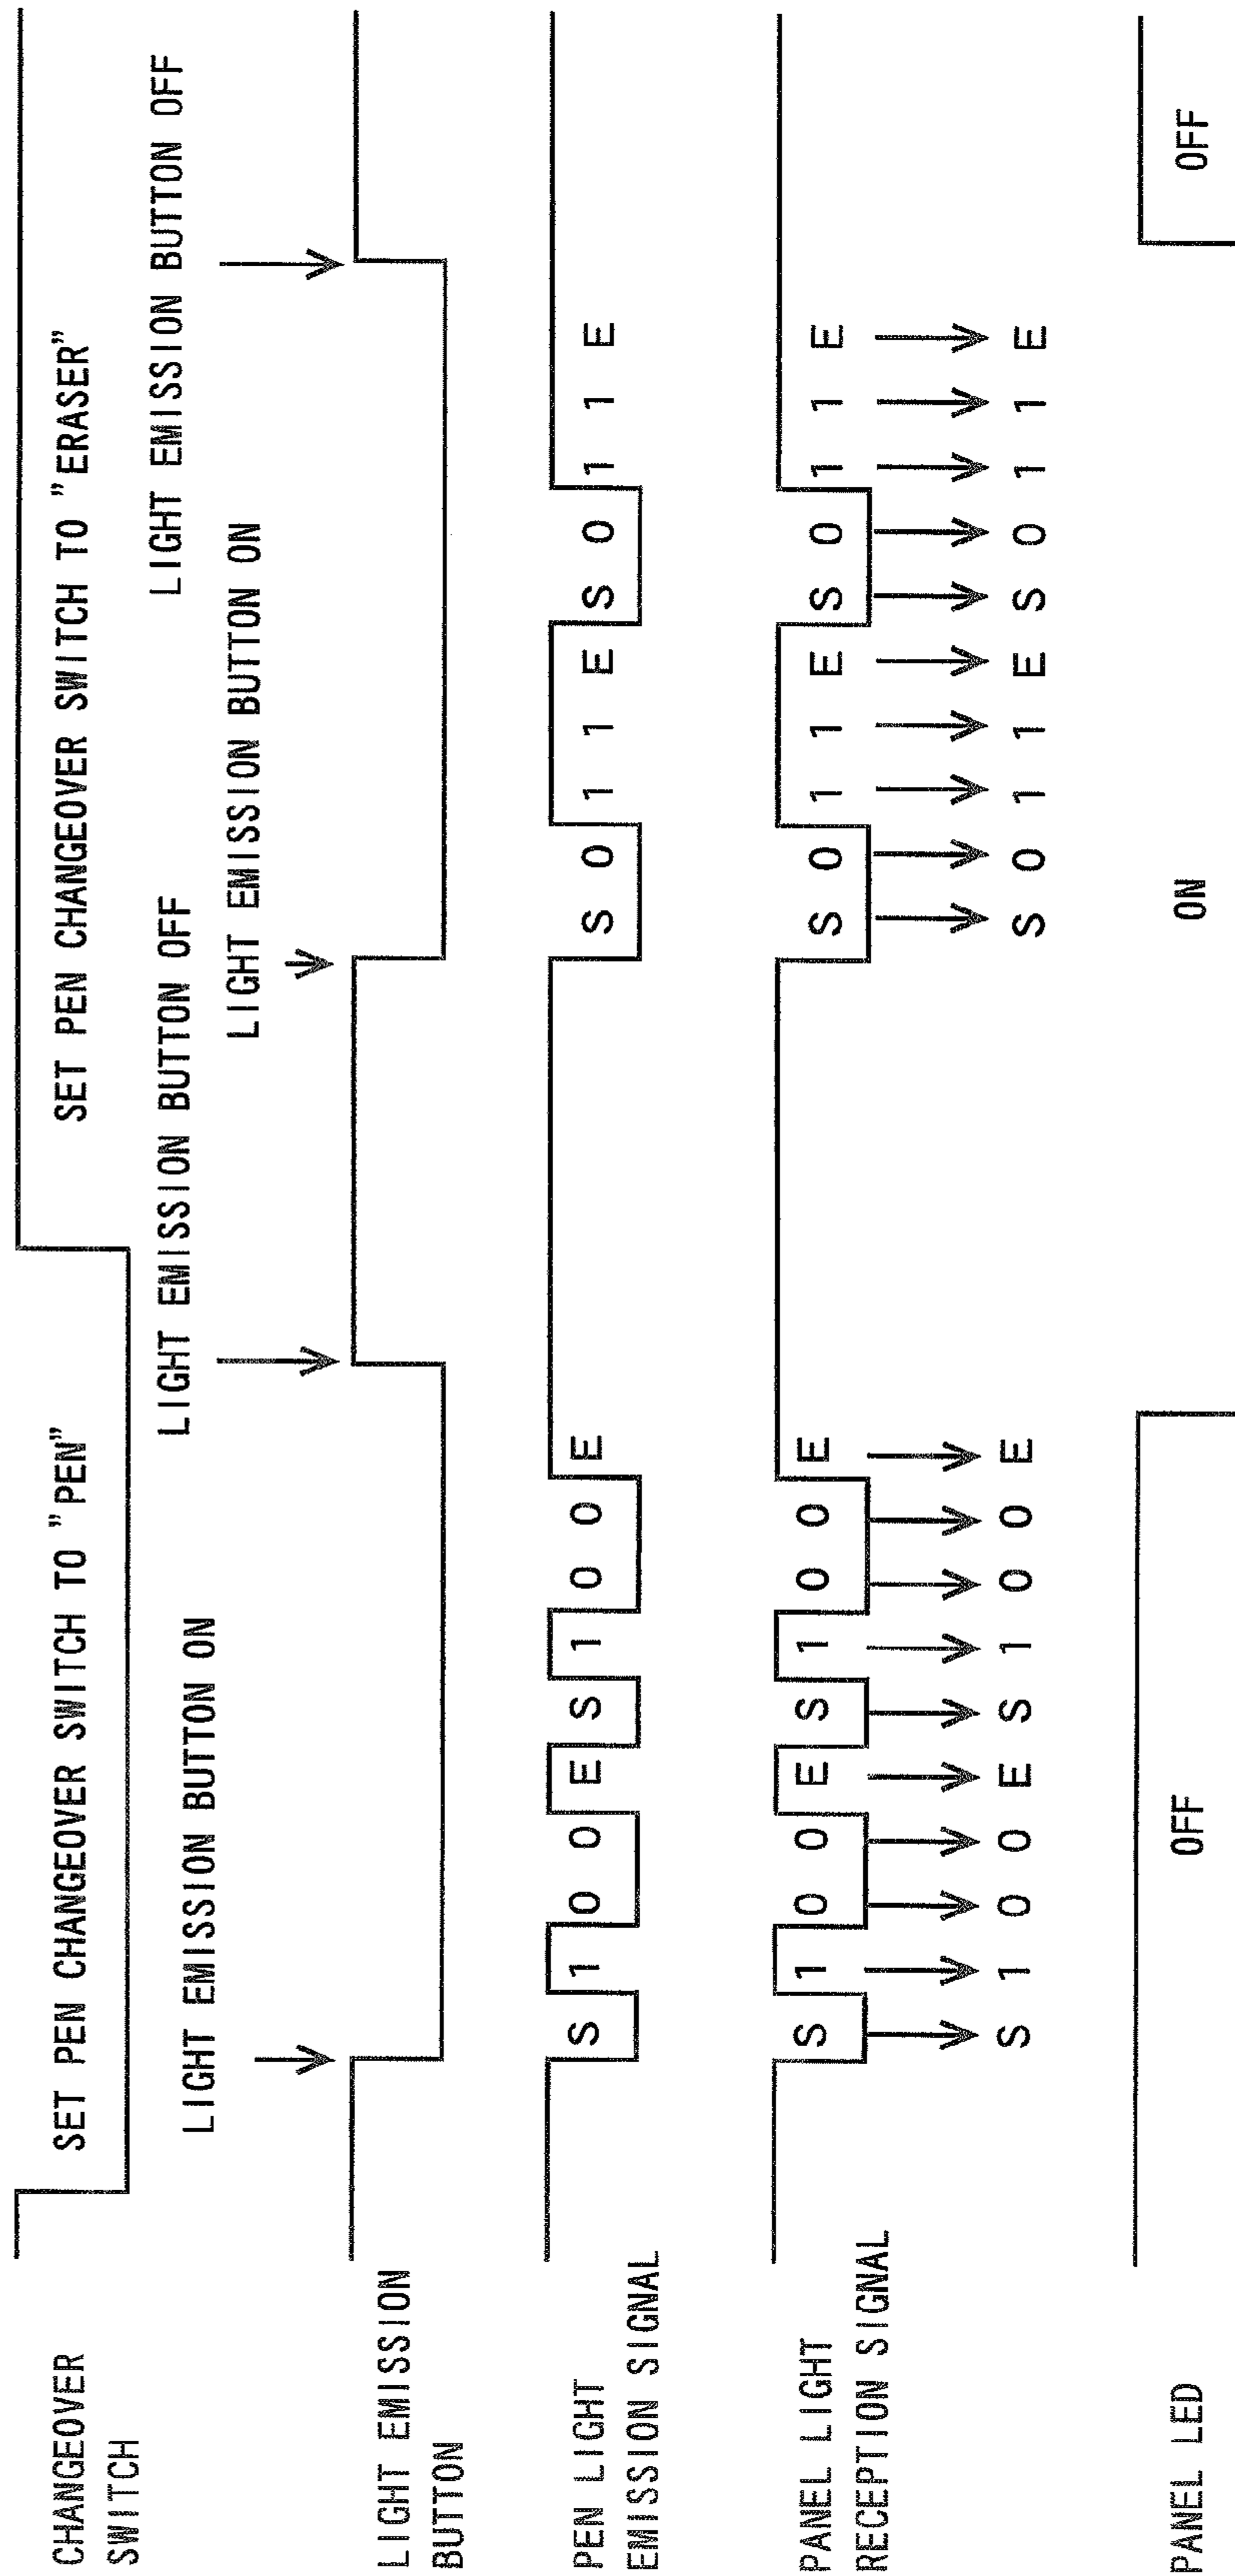 CHANGEOVER
SWITCH
SET PEN CHANGEOVER SWITCH TO "PEN"
SET PEN CHANGEOVER SWITCH TO "ERASER"
LIGHT EMISSION BUTTON ON
LIGHT EMISSION BUTTON OFF
LIGHT EMISSION BUTTON ON
LIGHT EMISSION BUTTON OFF
LIGHT EMISSION
BUTTON
PEN LIGHT
EMISSION SIGNAL
S 1 0 0 E S 1 0 0 E
S 0 1 1 E S 0 1 1 E
PANEL LIGHT
RECEPTION SIGNAL
S 1 0 0 E S 1 0 0 E
S 0 1 1 E S 0 1 1 E
S 1 0 0 E S 1 0 0 E
S 0 1 1 E S 0 1 1 E
PANEL LED
OFF
ON
OFF